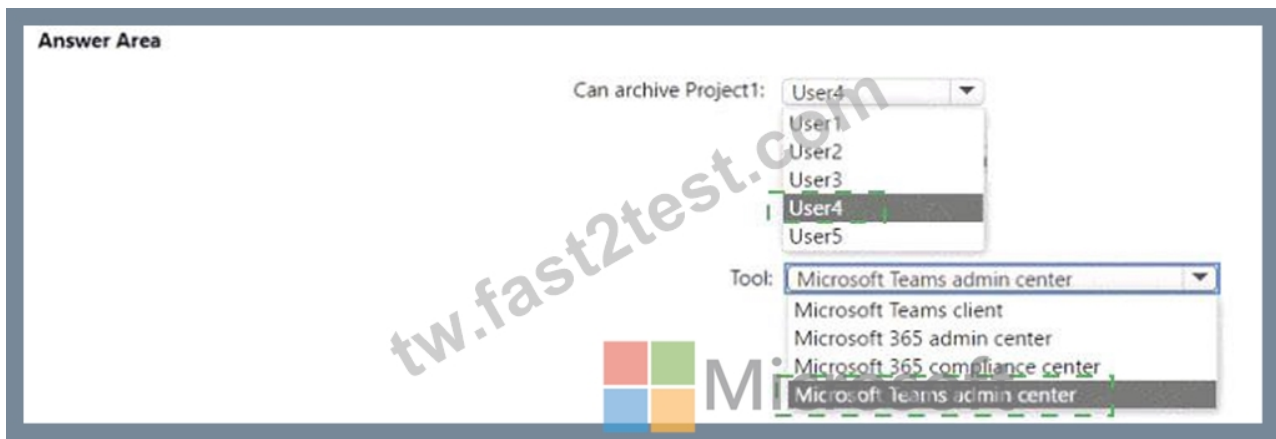 Answer Area
Can archive Project1: User4
User1
User2
User3
User4
User5
Tool: Microsoft Teams admin center
Microsoft Teams client
Microsoft 365 admin center
Microsoft 365 compliance center
Microsoft Teams admin center
tw.fast2test.com
Microsoft